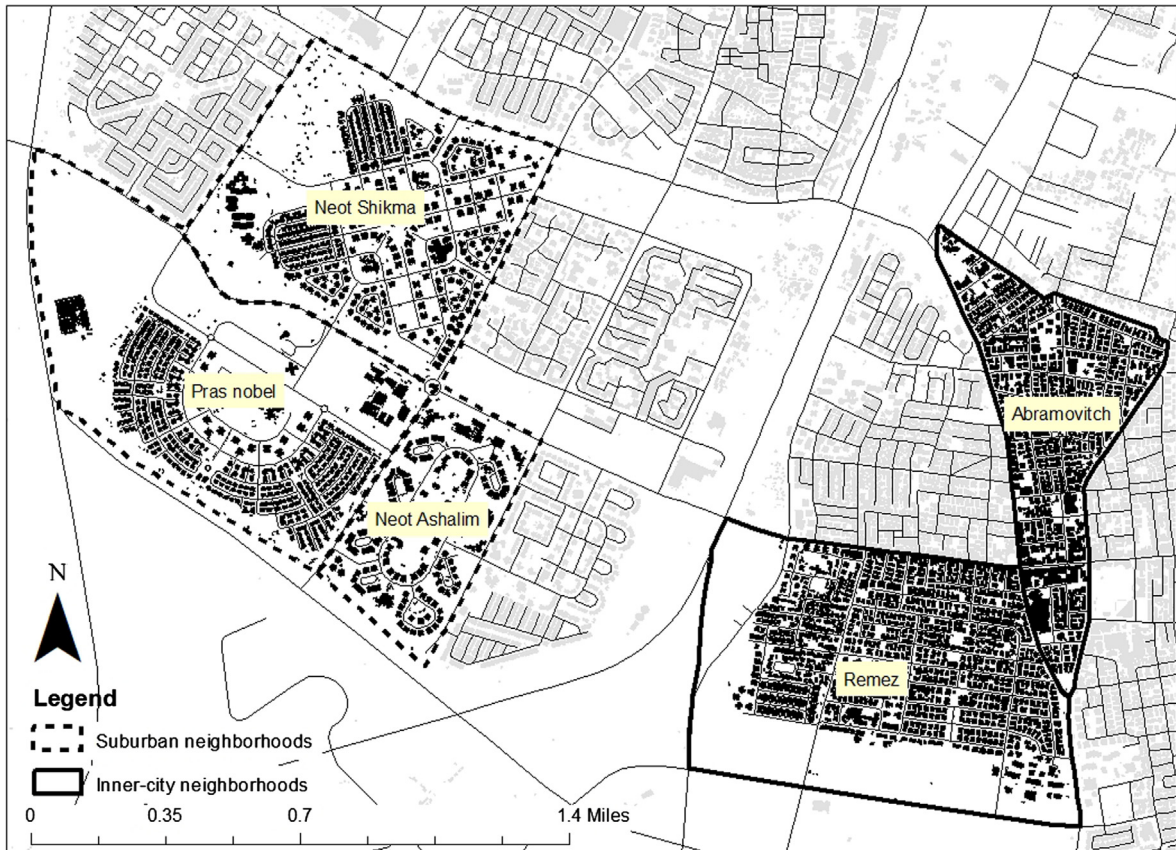 Neot Shikma
Pras nobel
Abramovitch
Neot Ashalim
Remez
N
Legend
Suburban neighborhoods
Inner-city neighborhoods
0 0.35 0.7 1.4 Miles